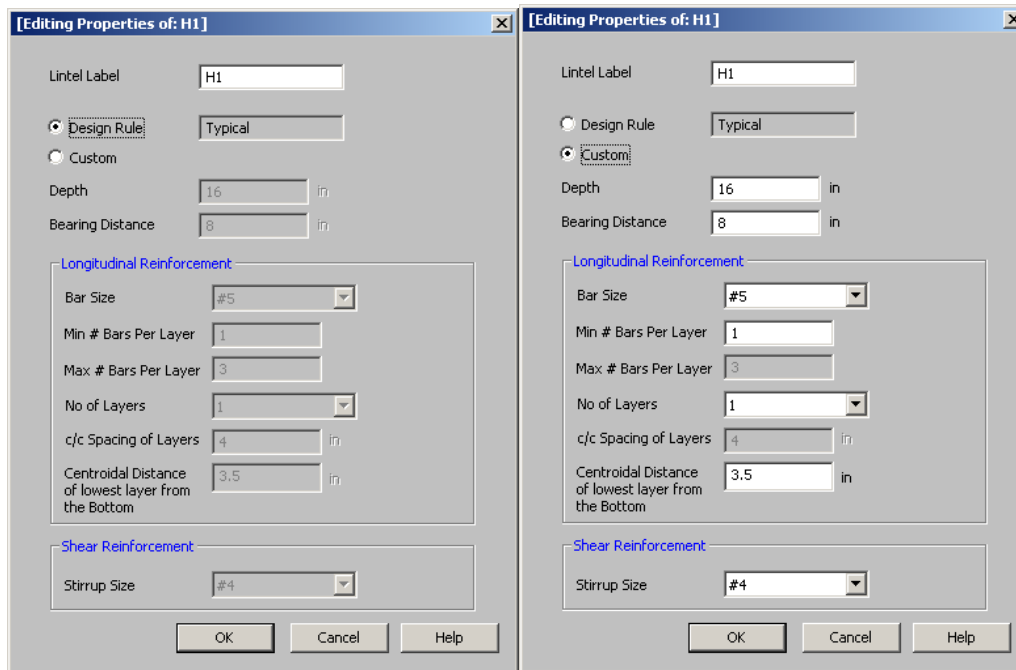 [Editing Properties of: H1]
Lintel Label H1
Design Rule Typical
Custom
Depth 16 in
Bearing Distance 8 in
Longitudinal Reinforcement
Bar Size #5
Min # Bars Per Layer 1
Max # Bars Per Layer 3
No of Layers 1
c/c Spacing of Layers 4 in
Centroidal Distance 3.5 in
of lowest layer from
the Bottom
Shear Reinforcement
Stirrup Size #4
OK Cancel Help
[Editing Properties of: H1]
Lintel Label H1
Design Rule Typical
Custom
Depth 16 in
Bearing Distance 8 in
Longitudinal Reinforcement
Bar Size #5
Min # Bars Per Layer 1
Max # Bars Per Layer 3
No of Layers 1
c/c Spacing of Layers 4 in
Centroidal Distance 3.5 in
of lowest layer from
the Bottom
Shear Reinforcement
Stirrup Size #4
OK Cancel Help